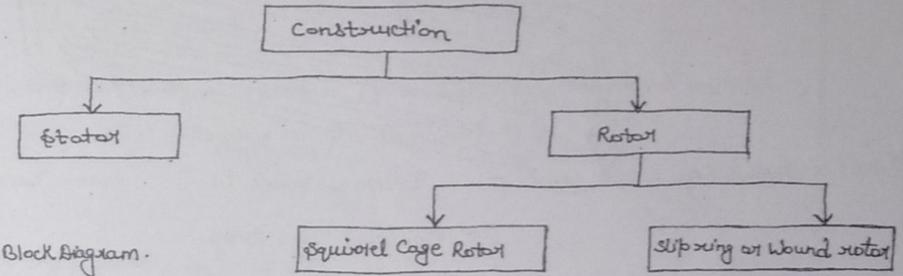 Construction
Stator
Rotor
Block Diagram.
Squirrel Cage Rotor
Slip ring or Wound rotor